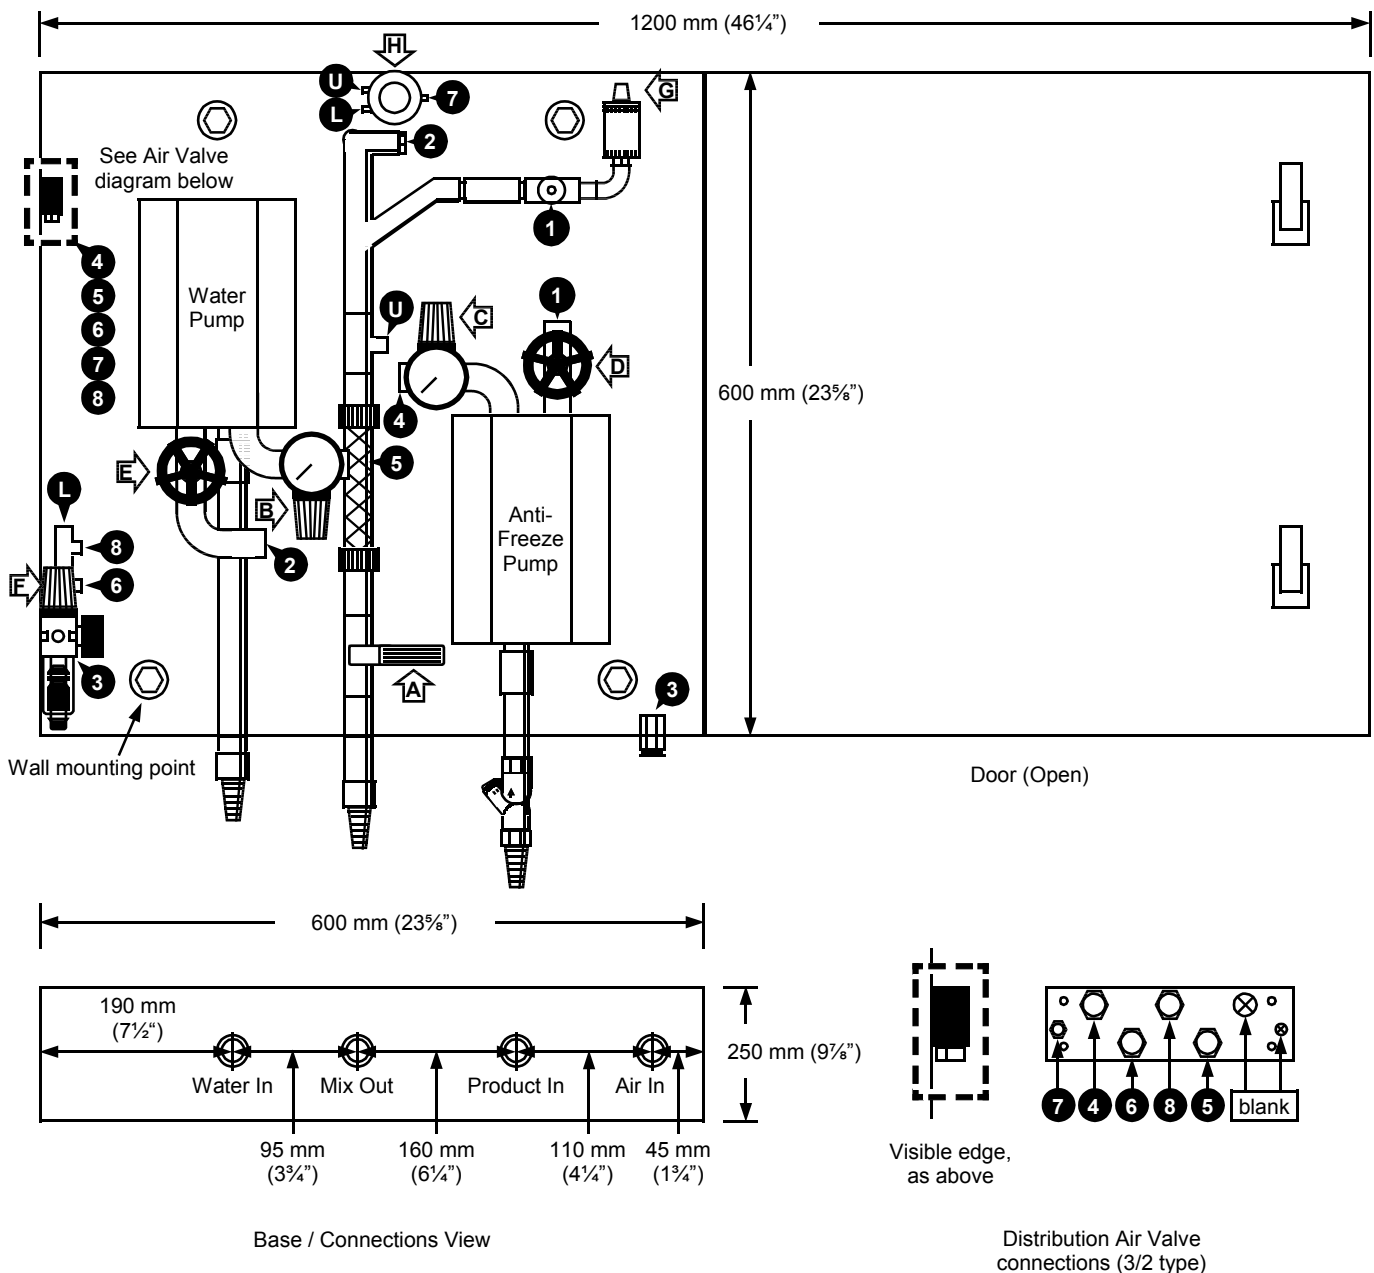 1200 mm (46¼”)
H
U
L
7
G
2
See Air Valve
diagram below
1
4
5
6
7
8
Water
Pump
U
C
1
D
4
600 mm (23⅝”)
E
B
5
L
8
2
Anti-
Freeze
Pump
F
6
A
3
3
Wall mounting point
Door (Open)
600 mm (23⅝”)
190 mm
(7½“)
250 mm (9⅞”)
Water In
Mix Out
Product In
Air In
95 mm
(3¾”)
160 mm
(6¼”)
110 mm
(4¼”)
45 mm
(1¾”)
Base / Connections View
Visible edge,
as above
7 4 6 8 5 blank
Distribution Air Valve
connections (3/2 type)